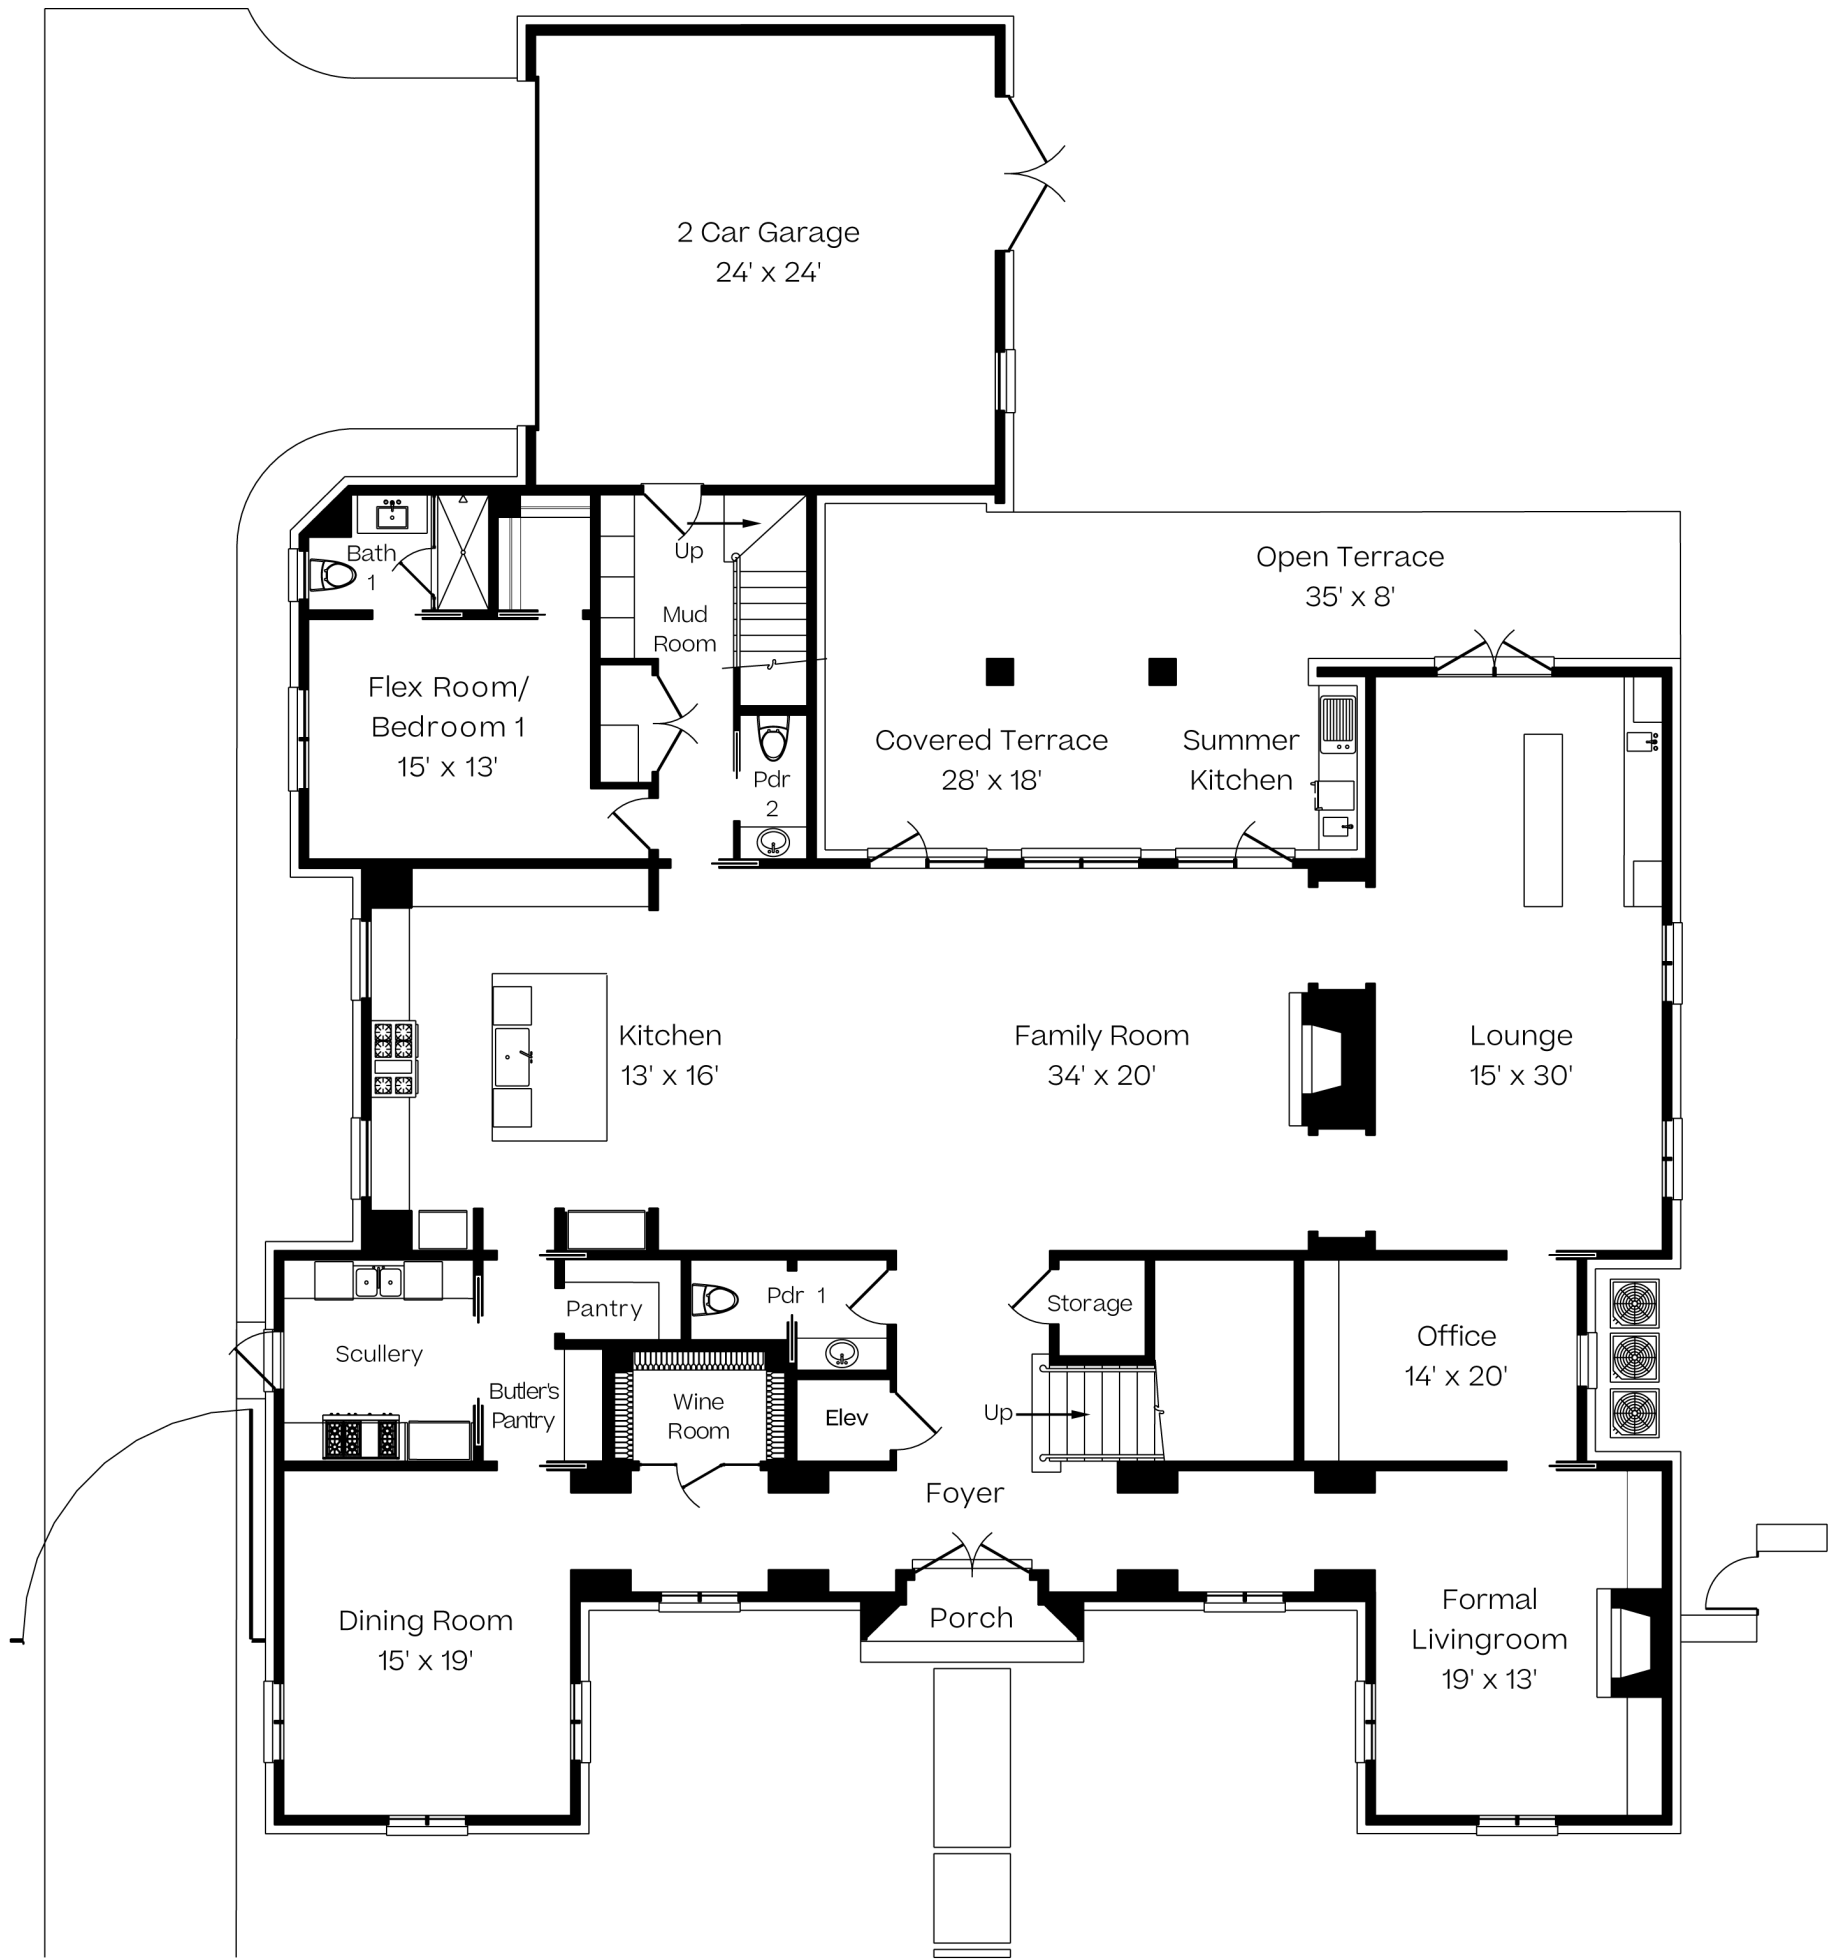 2 Car Garage
24' x 24'
Bath
1
Up
Mud
Room
Open Terrace
35' x 8'
Flex Room/
Bedroom 1
15' x 13'
Pdr
2
Covered Terrace
28' x 18'
Summer
Kitchen
Kitchen
13' x 16'
Family Room
34' x 20'
Lounge
15' x 30'
Scullery
Pantry
Pdr 1
Storage
Office
14' x 20'
Butler's
Pantry
Wine
Room
Elev
Up
Foyer
Dining Room
15' x 19'
Porch
Formal
Livingroom
19' x 13'